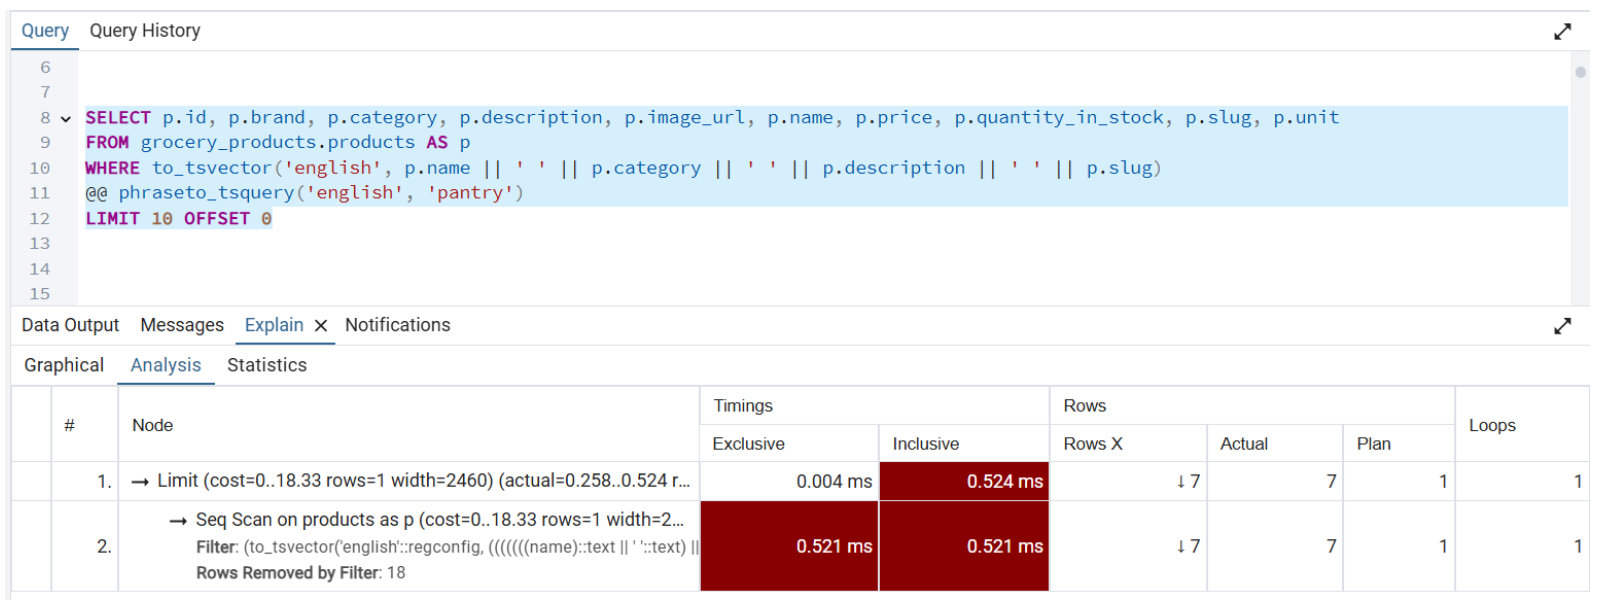 Query Query History
6
7
8 SELECT p.id, p.brand, p.category, p.description, p.image_url, p.name, p.price, p.quantity_in_stock, p.slug, p.unit
9 FROM grocery_products.products AS p
10 WHERE to_tsvector('english', p.name || ' ' || p.category || ' ' || p.description || ' ' || p.slug)
11 @@ phraseto_tsquery('english', 'pantry')
12 LIMIT 10 OFFSET 0
13
14
15
Data Output Messages Explain × Notifications
Graphical Analysis Statistics
# Node Timings Rows Loops
Exclusive Inclusive Rows X Actual Plan
1. → Limit (cost=0..18.33 rows=1 width=2460) (actual=0.258..0.524 r... 0.004 ms 0.524 ms ↓ 7 7 1 1
2. → Seq Scan on products as p (cost=0..18.33 rows=1 width=2... 0.521 ms 0.521 ms ↓ 7 7 1 1
Filter: (to_tsvector('english'::regconfig, (((((((name)::text || ' '::text) ||
Rows Removed by Filter: 18